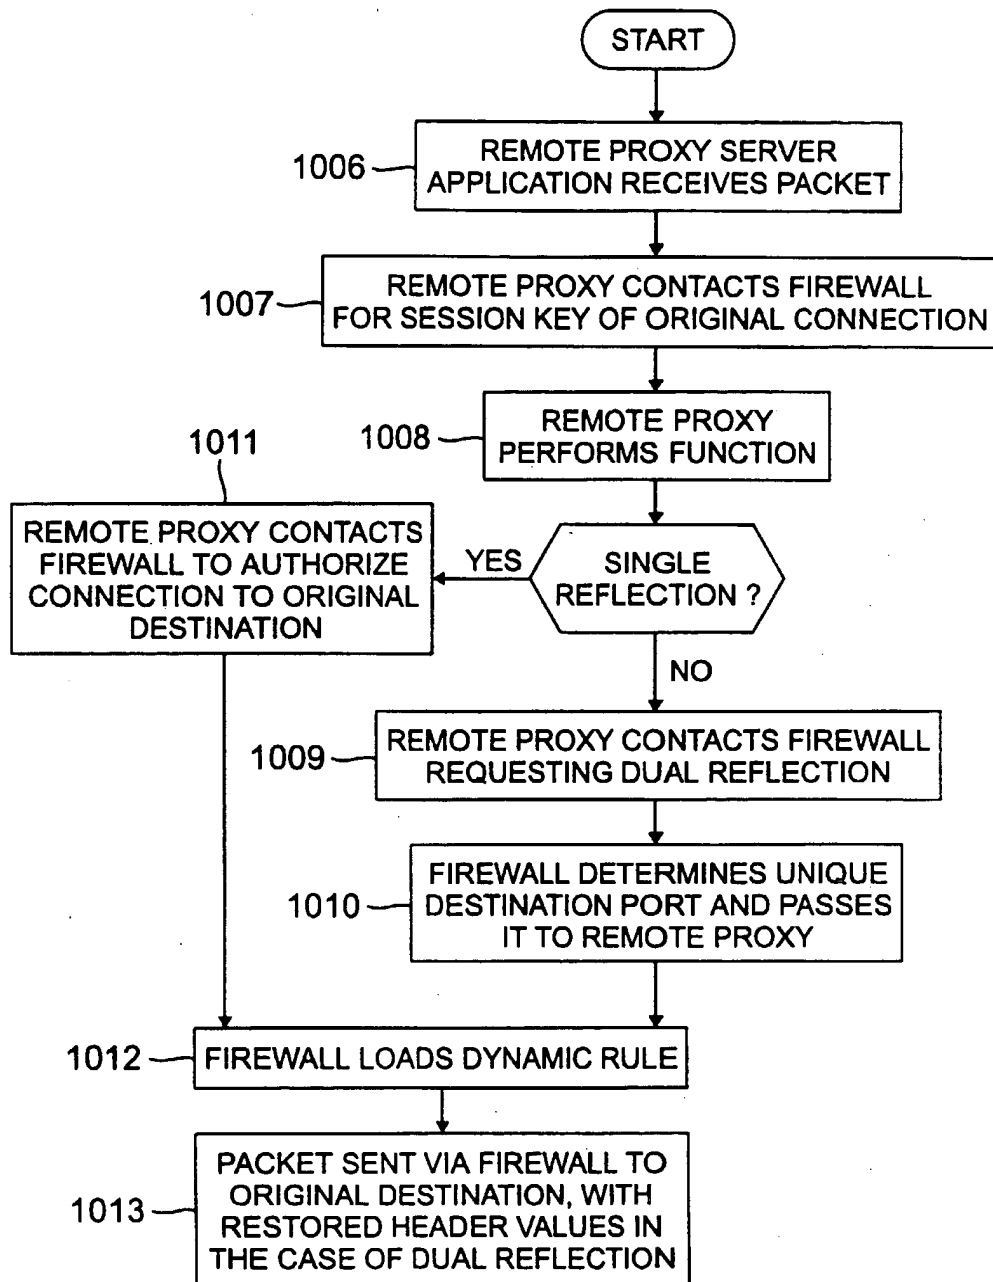 START
1006
REMOTE PROXY SERVER
APPLICATION RECEIVES PACKET
1007
REMOTE PROXY CONTACTS FIREWALL
FOR SESSION KEY OF ORIGINAL CONNECTION
1008
REMOTE PROXY
PERFORMS FUNCTION
SINGLE
REFLECTION ?
YES
1011
REMOTE PROXY CONTACTS
FIREWALL TO AUTHORIZE
CONNECTION TO ORIGINAL
DESTINATION
NO
1009
REMOTE PROXY CONTACTS FIREWALL
REQUESTING DUAL REFLECTION
1010
FIREWALL DETERMINES UNIQUE
DESTINATION PORT AND PASSES
IT TO REMOTE PROXY
1012
FIREWALL LOADS DYNAMIC RULE
1013
PACKET SENT VIA FIREWALL TO
ORIGINAL DESTINATION, WITH
RESTORED HEADER VALUES IN
THE CASE OF DUAL REFLECTION